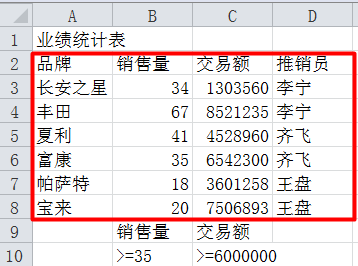 A B C D
1 业绩统计表
2 品牌 销售量 交易额 推销员
3 长安之星 34 1303560 李宁
4 丰田 67 8521235 李宁
5 夏利 41 4528960 齐飞
6 富康 35 6542300 齐飞
7 帕萨特 18 3601258 王盘
8 宝来 20 7506893 王盘
9 销售量 交易额
10 >=35 >=6000000